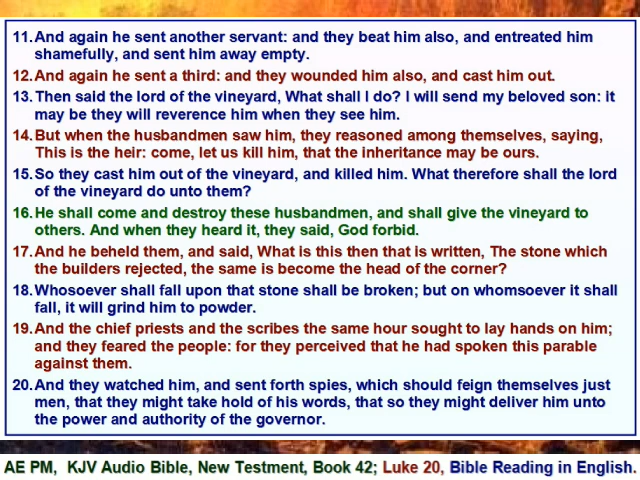 11.And again he sent another servant: and they beat him also, and entreated him
shamefully, and sent him away empty.
12.And again he sent a third: and they wounded him also, and cast him out.
13.Then said the lord of the vineyard, What shall I do? I will send my beloved son: it
may be they will reverence him when they see him.
14.But when the husbandmen saw him, they reasoned among themselves, saying,
This is the heir: come, let us kill him, that the inheritance may be ours.
15.So they cast him out of the vineyard, and killed him. What therefore shall the lord
of the vineyard do unto them?
16.He shall come and destroy these husbandmen, and shall give the vineyard to
others. And when they heard it, they said, God forbid.
17.And he beheld them, and said, What is this then that is written, The stone which
the builders rejected, the same is become the head of the corner?
18.Whosoever shall fall upon that stone shall be broken; but on whomsoever it shall
fall, it will grind him to powder.
19.And the chief priests and the scribes the same hour sought to lay hands on him;
and they feared the people: for they perceived that he had spoken this parable
against them.
20.And they watched him, and sent forth spies, which should feign themselves just
men, that they might take hold of his words, that so they might deliver him unto
the power and authority of the governor.
AE PM, KJV Audio Bible, New Testment, Book 42; Luke 20, Bible Reading in English.